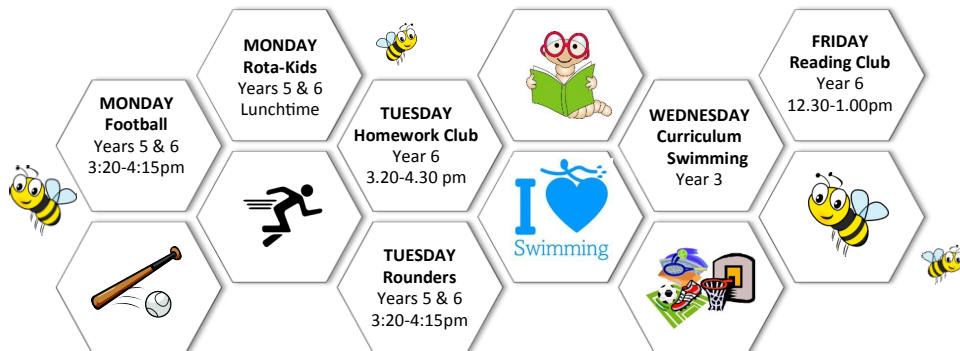 MONDAY
Football
Years 5 & 6
3:20-4:15pm
MONDAY
Rota-Kids
Years 5 & 6
Lunchtime
TUESDAY
Homework Club
Year 6
3.20-4.30 pm
TUESDAY
Rounders
Years 5 & 6
3:20-4:15pm
I
Swimming
WEDNESDAY
Curriculum
Swimming
Year 3
FRIDAY
Reading Club
Year 6
12.30-1.00pm